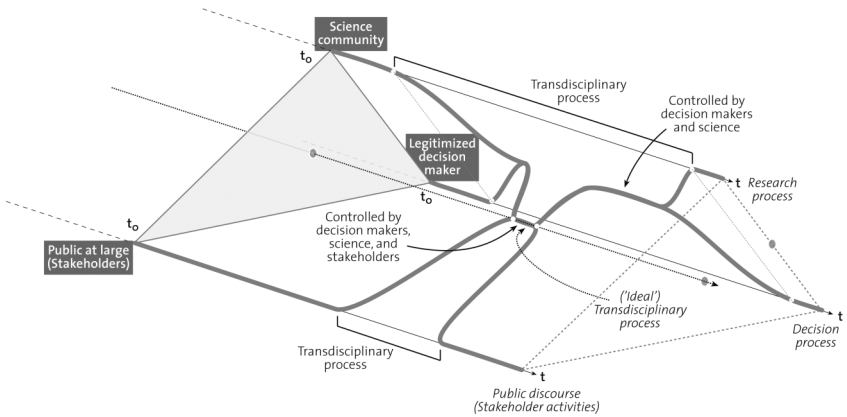 Science
community
t₀
Transdisciplinary
process
Controlled by
decision makers
and science
Legitimized
decision
maker
t₀
t
Research
process
t₀
Public at large
(Stakeholders)
Controlled by
decision makers,
science, and
stakeholders
('Ideal')
Transdisciplinary
process
t
Decision
process
Transdisciplinary
process
t
Public discourse
(Stakeholder activities)